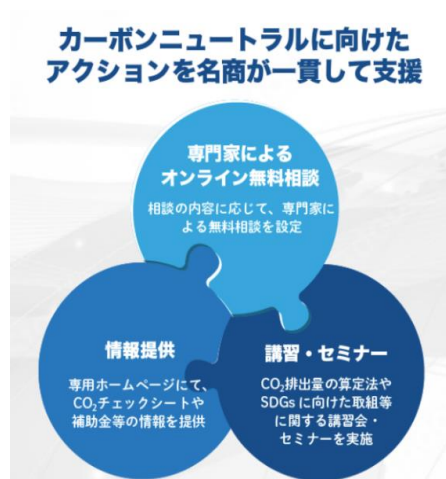 カーボンニュートラルに向けた
アクションを名商が一貫して支援
専門家による
オンライン無料相談
相談の内容に応じて、専門家に
よる無料相談を設定
情報提供
専用ホームページにて、
CO₂チェックシートや
補助金等の情報を提供
講習・セミナー
CO₂排出量の算定法や
SDGsに向けた取組等
に関する講習会・
セミナーを実施